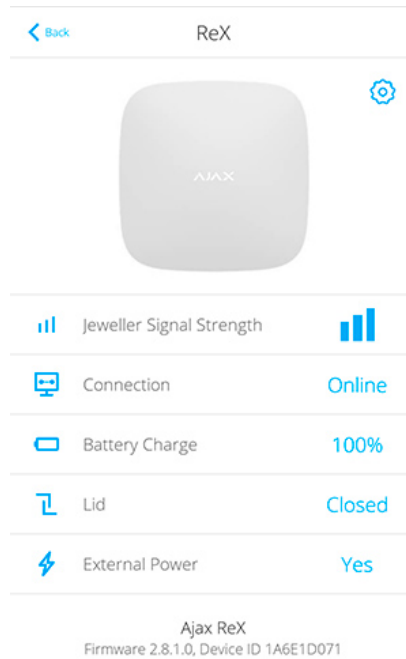 Back
ReX
AJAX
Jeweller Signal Strength
Connection Online
Battery Charge 100%
Lid Closed
External Power Yes
Ajax ReX
Firmware 2.8.1.0, Device ID 1A6E1D071